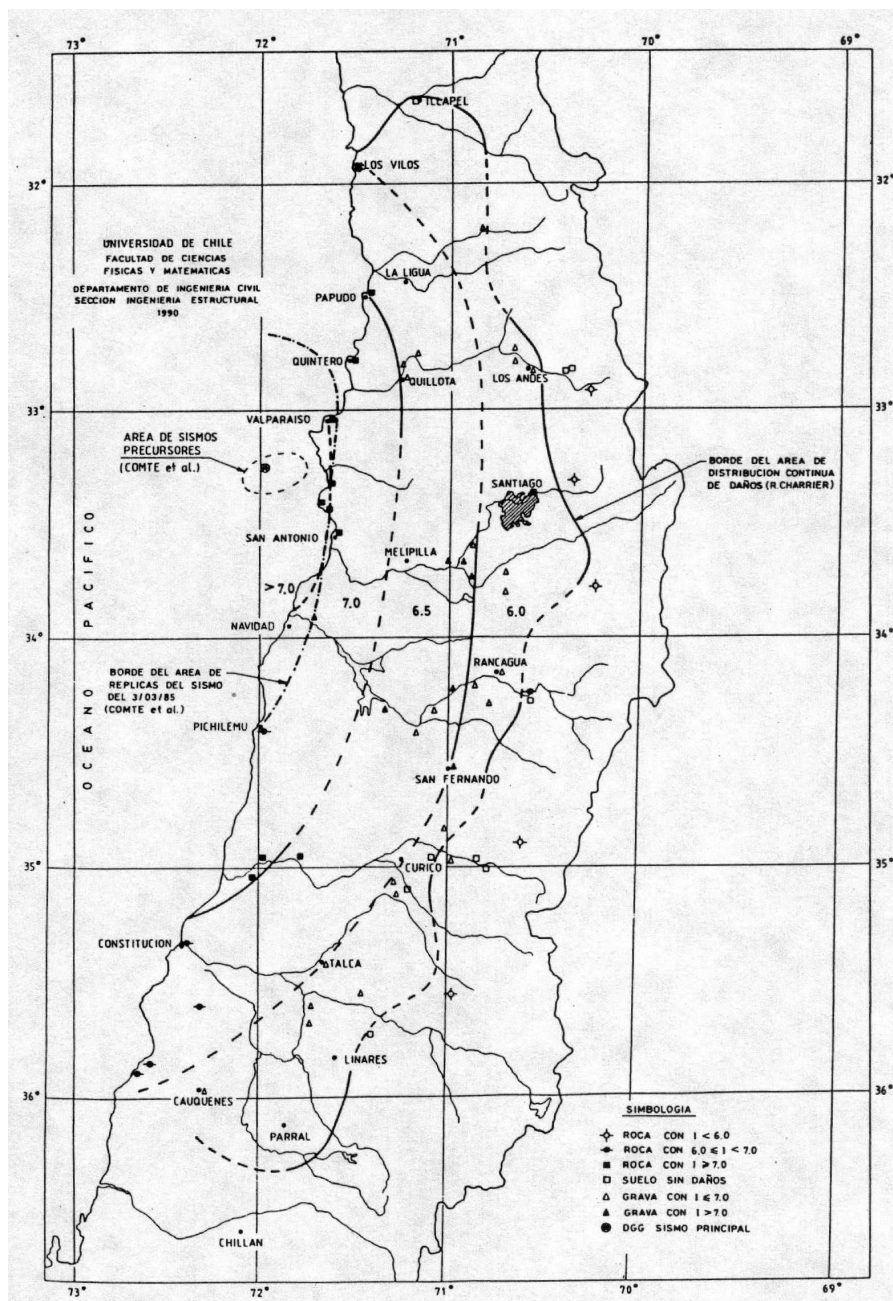 73° 72° 71° 70° 69°
ILLAPEL
LOS VILOS
32° 32°
UNIVERSIDAD DE CHILE
FACULTAD DE CIENCIAS
FISICAS Y MATEMATICAS
DEPARTAMENTO DE INGENIERIA CIVIL
SECCION INGENIERIA ESTRUCTURAL
1990
LA LIGUA
PAPUDO
QUINTERO
QUILLOTA
LOS ANDES
33° 33°
VALPARAISO
AREA DE SISMOS
PRECURSORES
(COMTE et al.)
BORDE DEL AREA DE
DISTRIBUCION CONTINUA
DE DAÑOS (R.CHARRIER)
SANTIAGO
SAN ANTONIO
MELIPILLA
>7.0 7.0 6.5 6.0
NAVIDAD
34° 34°
OCEANO PACIFICO
RANCAGUA
BORDE DEL AREA DE
REPLICAS DEL SISMO
DEL 3/03/85
(COMTE et al.)
PICHILEMU
SAN FERNANDO
35° 35°
CURICO
CONSTITUCION
TALCA
LINARES
36° 36°
CAUQUENES
PARRAL
CHILLAN
SIMBOLOGIA
ROCA CON I < 6.0
ROCA CON 6.0 ≤ I < 7.0
ROCA CON I ≥ 7.0
SUELO SIN DAÑOS
GRAVA CON I ≤ 7.0
GRAVA CON I > 7.0
DGG SISMO PRINCIPAL
73° 72° 71° 70° 69°